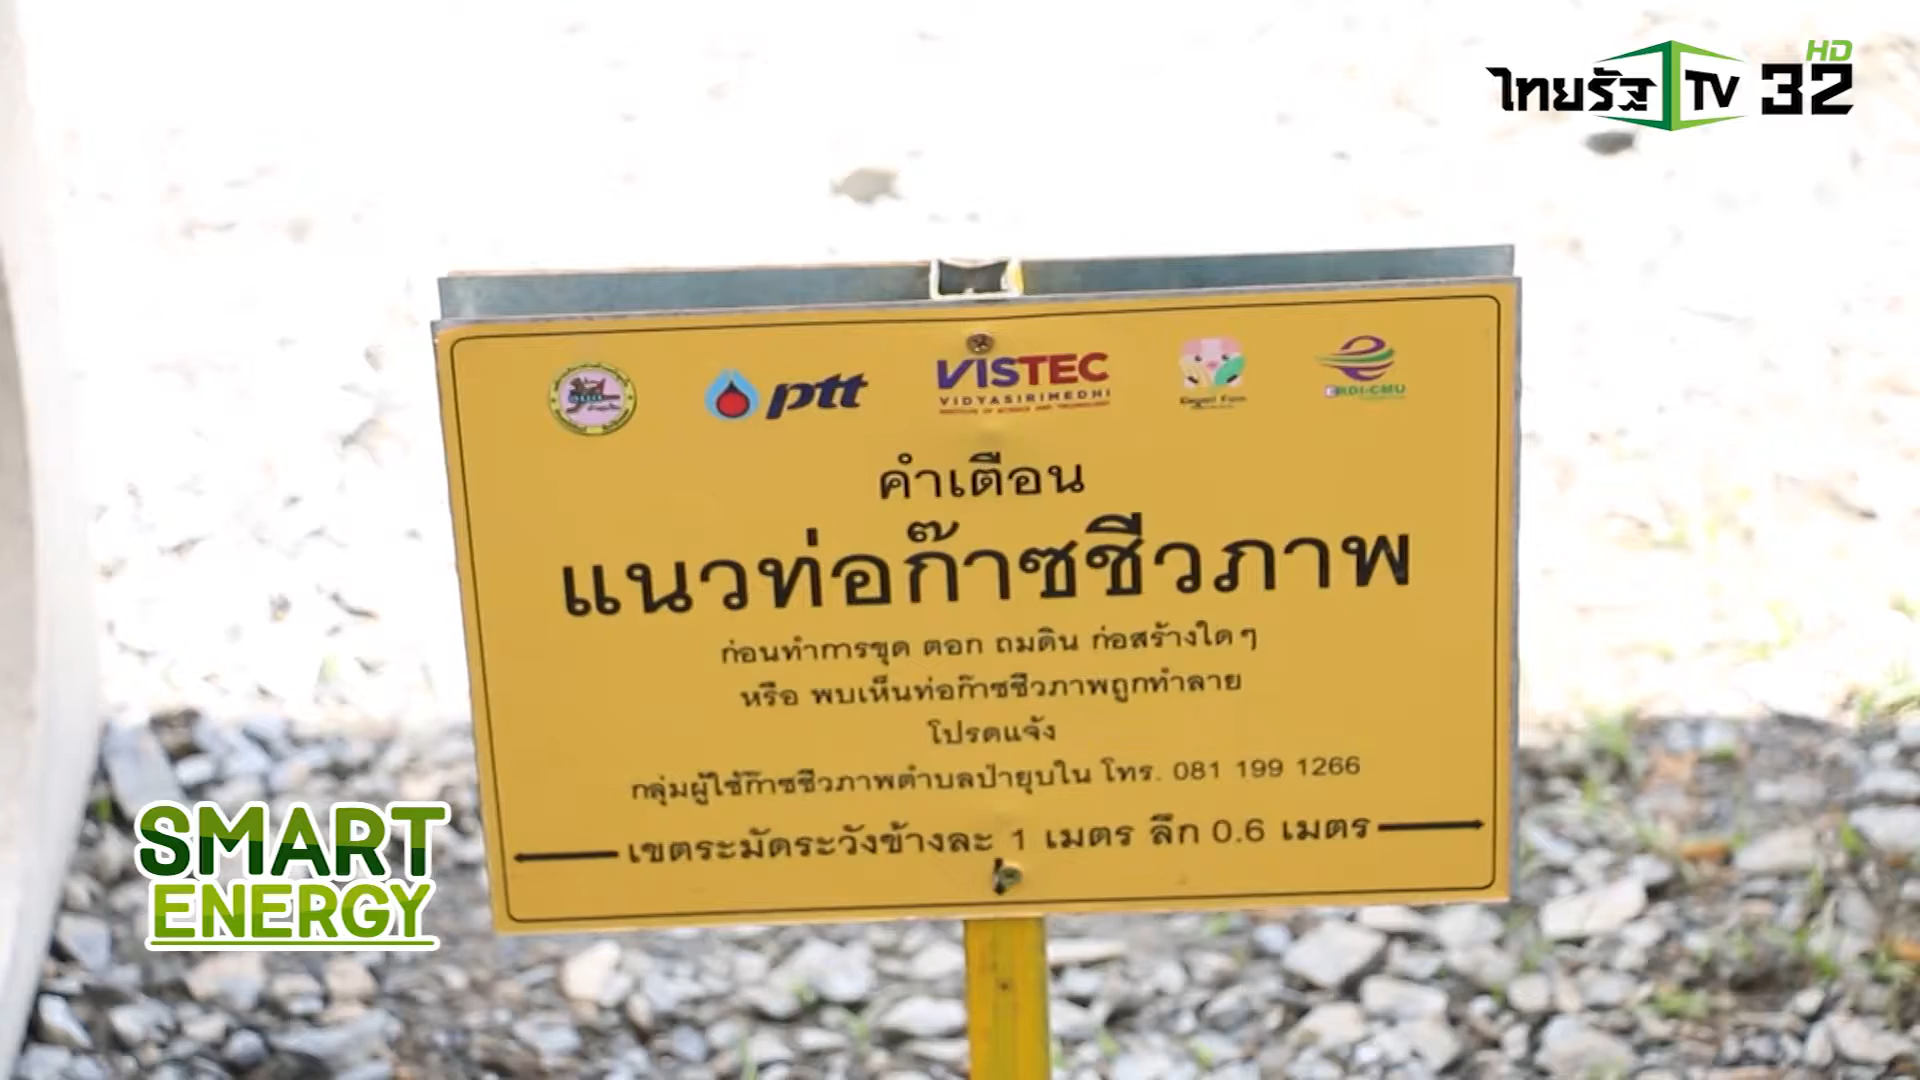 ไทยรัฐ TV 32 HD
ptt
VISTEC
VIDYASIRIMEDHI
INSTITUTE OF SCIENCE AND TECHNOLOGY
ERDI-CMU
คำเตือน
แนวท่อก๊าซชีวภาพ
ก่อนทำการขุด ตอก ถมดิน ก่อสร้างใด ๆ
หรือ พบเห็นท่อก๊าซชีวภาพถูกทำลาย
โปรดแจ้ง
กลุ่มผู้ใช้ก๊าซชีวภาพตำบลป่ายุบใน โทร. 081 199 1266
เขตระมัดระวังข้างละ 1 เมตร ลึก 0.6 เมตร
SMART
ENERGY